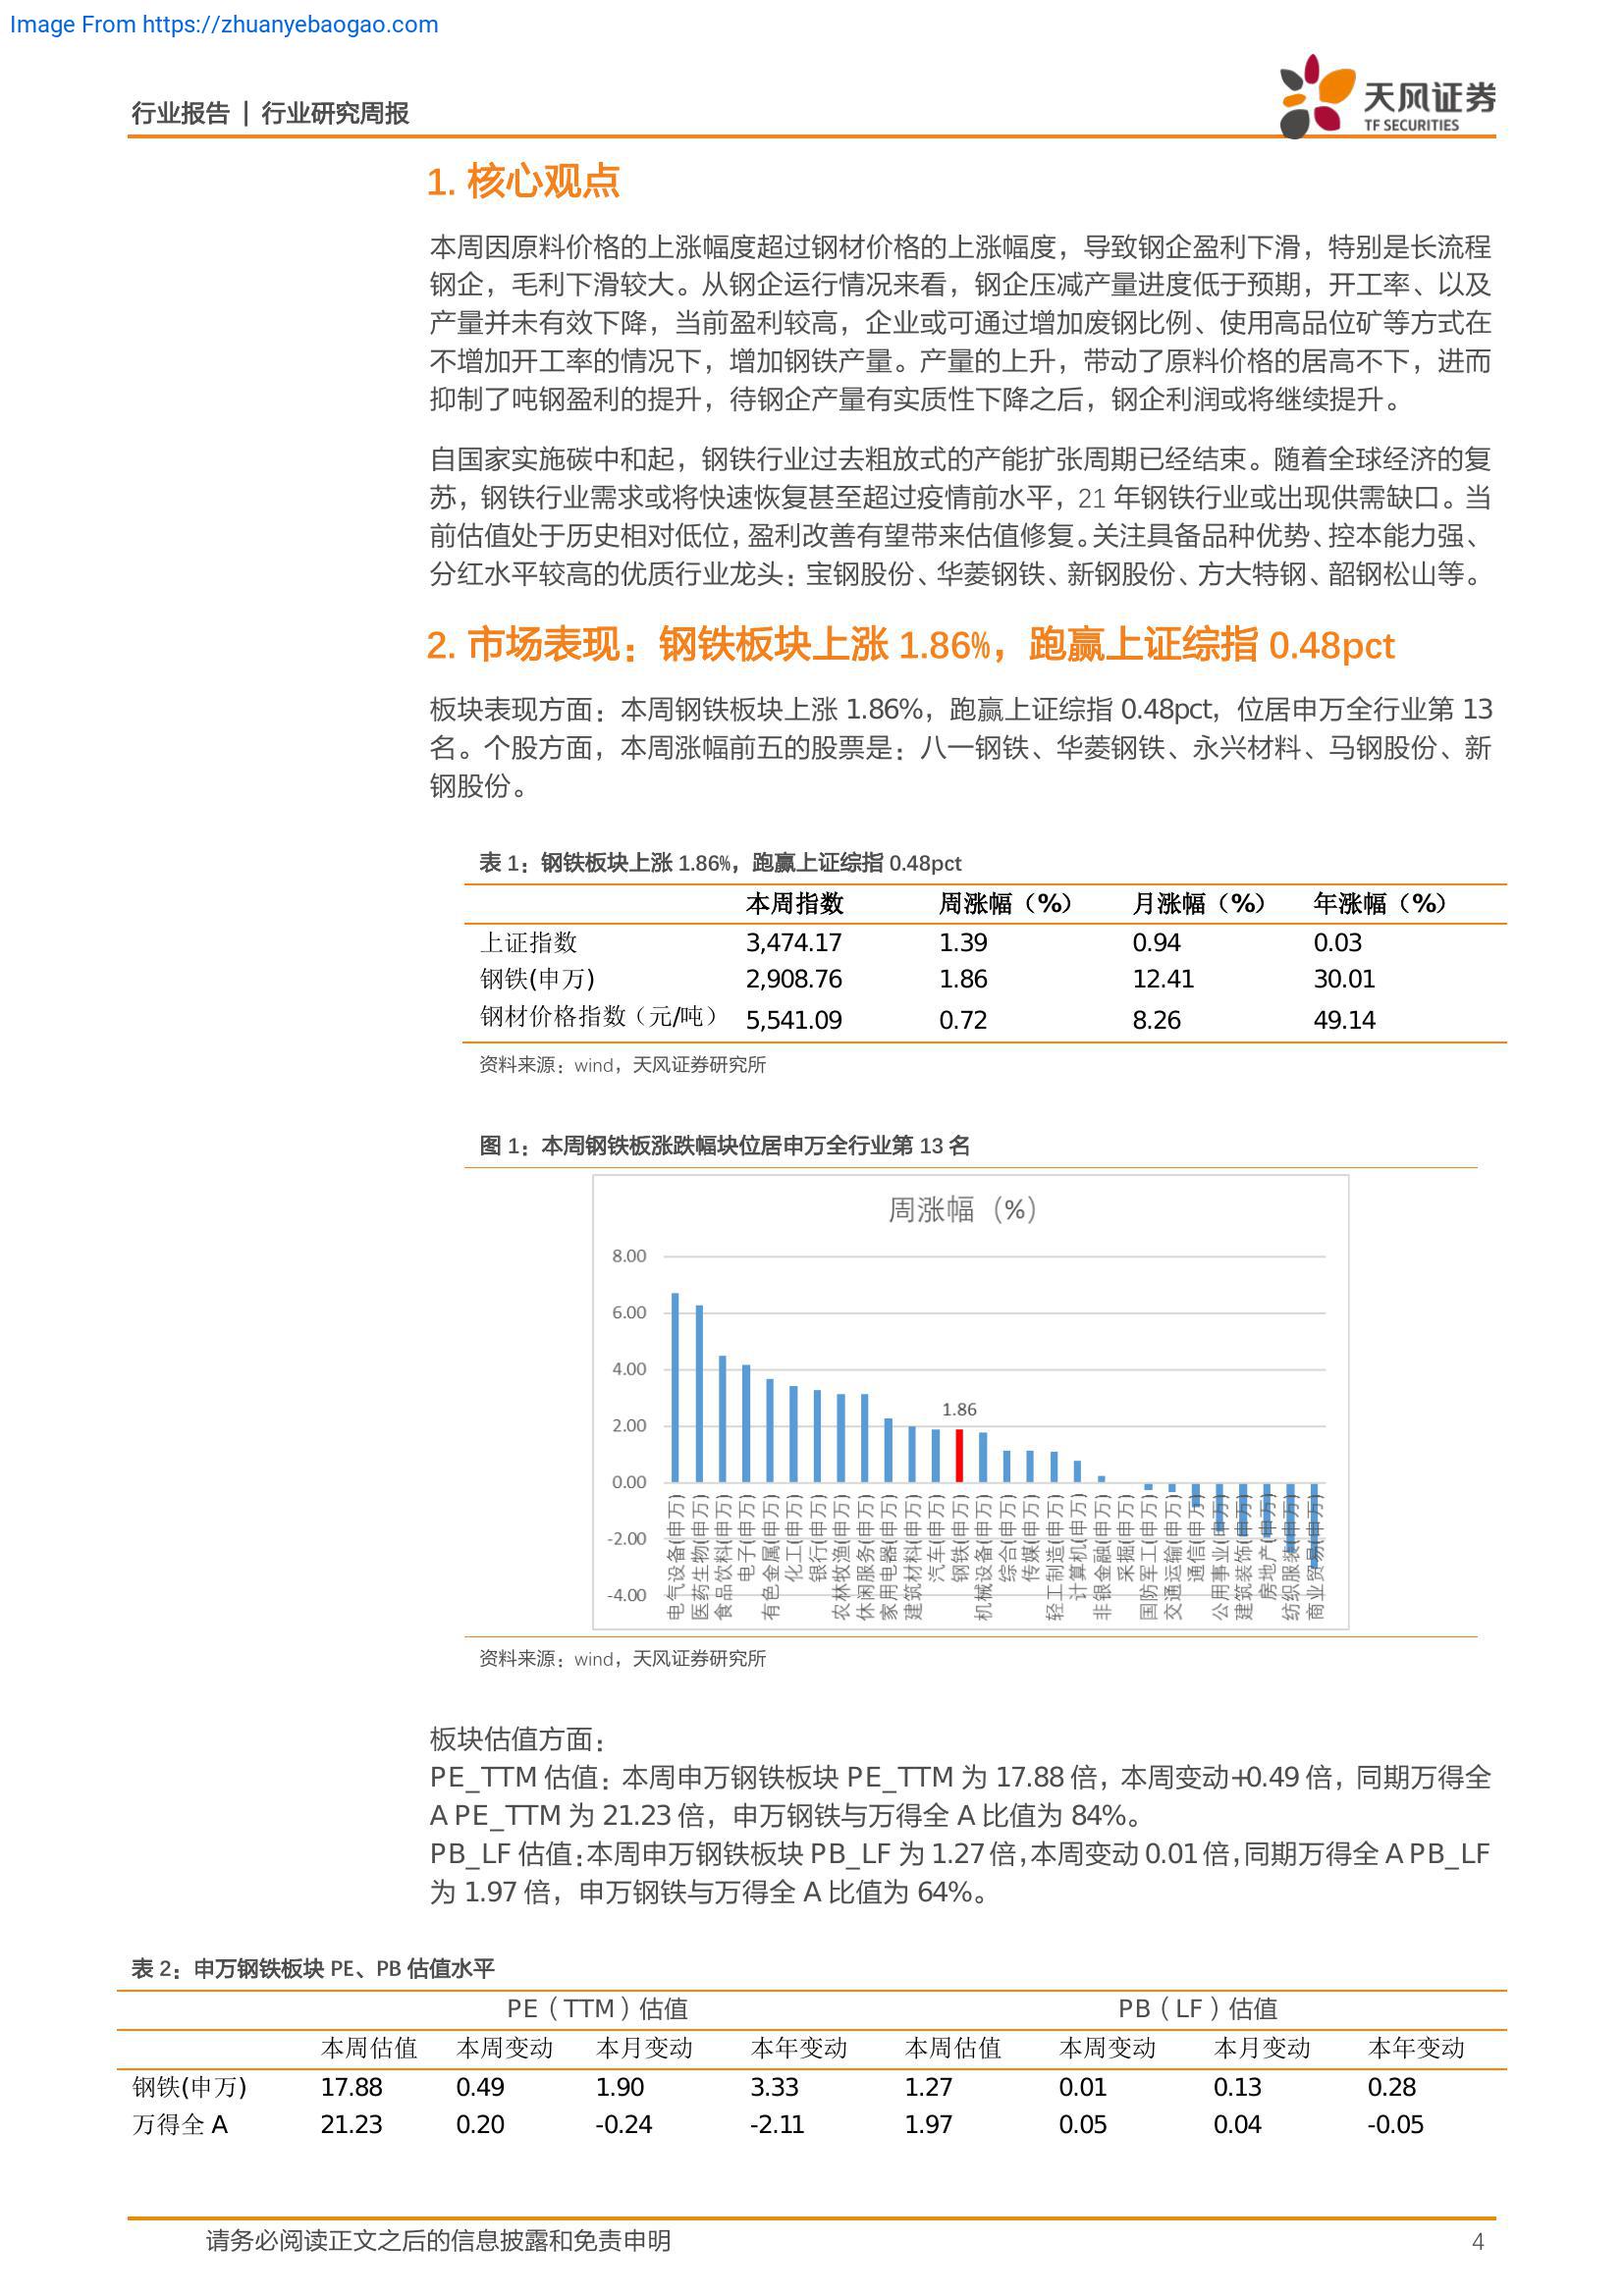 Image From https://zhuanyebaogao.com
行业报告 | 行业研究周报
天风证券
TF SECURITIES
1. 核心观点
本周因原料价格的上涨幅度超过钢材价格的上涨幅度，导致钢企盈利下滑，特别是长流程
钢企，毛利下滑较大。从钢企运行情况来看，钢企压减产量进度低于预期，开工率、以及
产量并未有效下降，当前盈利较高，企业或可通过增加废钢比例、使用高品位矿等方式在
不增加开工率的情况下，增加钢铁产量。产量的上升，带动了原料价格的居高不下，进而
抑制了吨钢盈利的提升，待钢企产量有实质性下降之后，钢企利润或将继续提升。
自国家实施碳中和起，钢铁行业过去粗放式的产能扩张周期已经结束。随着全球经济的复
苏，钢铁行业需求或将快速恢复甚至超过疫情前水平，21 年钢铁行业或出现供需缺口。当
前估值处于历史相对低位，盈利改善有望带来估值修复。关注具备品种优势、控本能力强、
分红水平较高的优质行业龙头：宝钢股份、华菱钢铁、新钢股份、方大特钢、韶钢松山等。
2. 市场表现：钢铁板块上涨 1.86%，跑赢上证综指 0.48pct
板块表现方面：本周钢铁板块上涨 1.86%，跑赢上证综指 0.48pct，位居申万全行业第 13
名。个股方面，本周涨幅前五的股票是：八一钢铁、华菱钢铁、永兴材料、马钢股份、新
钢股份。
表 1：钢铁板块上涨 1.86%，跑赢上证综指 0.48pct
本周指数 周涨幅（%） 月涨幅（%） 年涨幅（%）
上证指数 3,474.17 1.39 0.94 0.03
钢铁(申万) 2,908.76 1.86 12.41 30.01
钢材价格指数（元/吨） 5,541.09 0.72 8.26 49.14
资料来源：wind，天风证券研究所
图 1：本周钢铁板涨跌幅块位居申万全行业第 13 名
周涨幅（%）
8.00
6.00
4.00
2.00
0.00
-2.00
-4.00
1.86
电气设备(申万)
医药生物(申万)
食品饮料(申万)
电子(申万)
有色金属(申万)
化工(申万)
银行(申万)
农林牧渔(申万)
休闲服务(申万)
家用电器(申万)
建筑材料(申万)
汽车(申万)
钢铁(申万)
机械设备(申万)
综合(申万)
传媒(申万)
轻工制造(申万)
计算机(申万)
非银金融(申万)
采掘(申万)
国防军工(申万)
交通运输(申万)
通信(申万)
公用事业(申万)
建筑装饰(申万)
房地产(申万)
纺织服装(申万)
商业贸易(申万)
资料来源：wind，天风证券研究所
板块估值方面：
PE_TTM 估值：本周申万钢铁板块 PE_TTM 为 17.88 倍，本周变动+0.49 倍，同期万得全
A PE_TTM 为 21.23 倍，申万钢铁与万得全 A 比值为 84%。
PB_LF 估值：本周申万钢铁板块 PB_LF 为 1.27 倍，本周变动 0.01 倍，同期万得全 A PB_LF
为 1.97 倍，申万钢铁与万得全 A 比值为 64%。
表 2：申万钢铁板块 PE、PB 估值水平
PE（TTM）估值 PB（LF）估值
本周估值 本周变动 本月变动 本年变动 本周估值 本周变动 本月变动 本年变动
钢铁(申万) 17.88 0.49 1.90 3.33 1.27 0.01 0.13 0.28
万得全 A 21.23 0.20 -0.24 -2.11 1.97 0.05 0.04 -0.05
请务必阅读正文之后的信息披露和免责申明 4